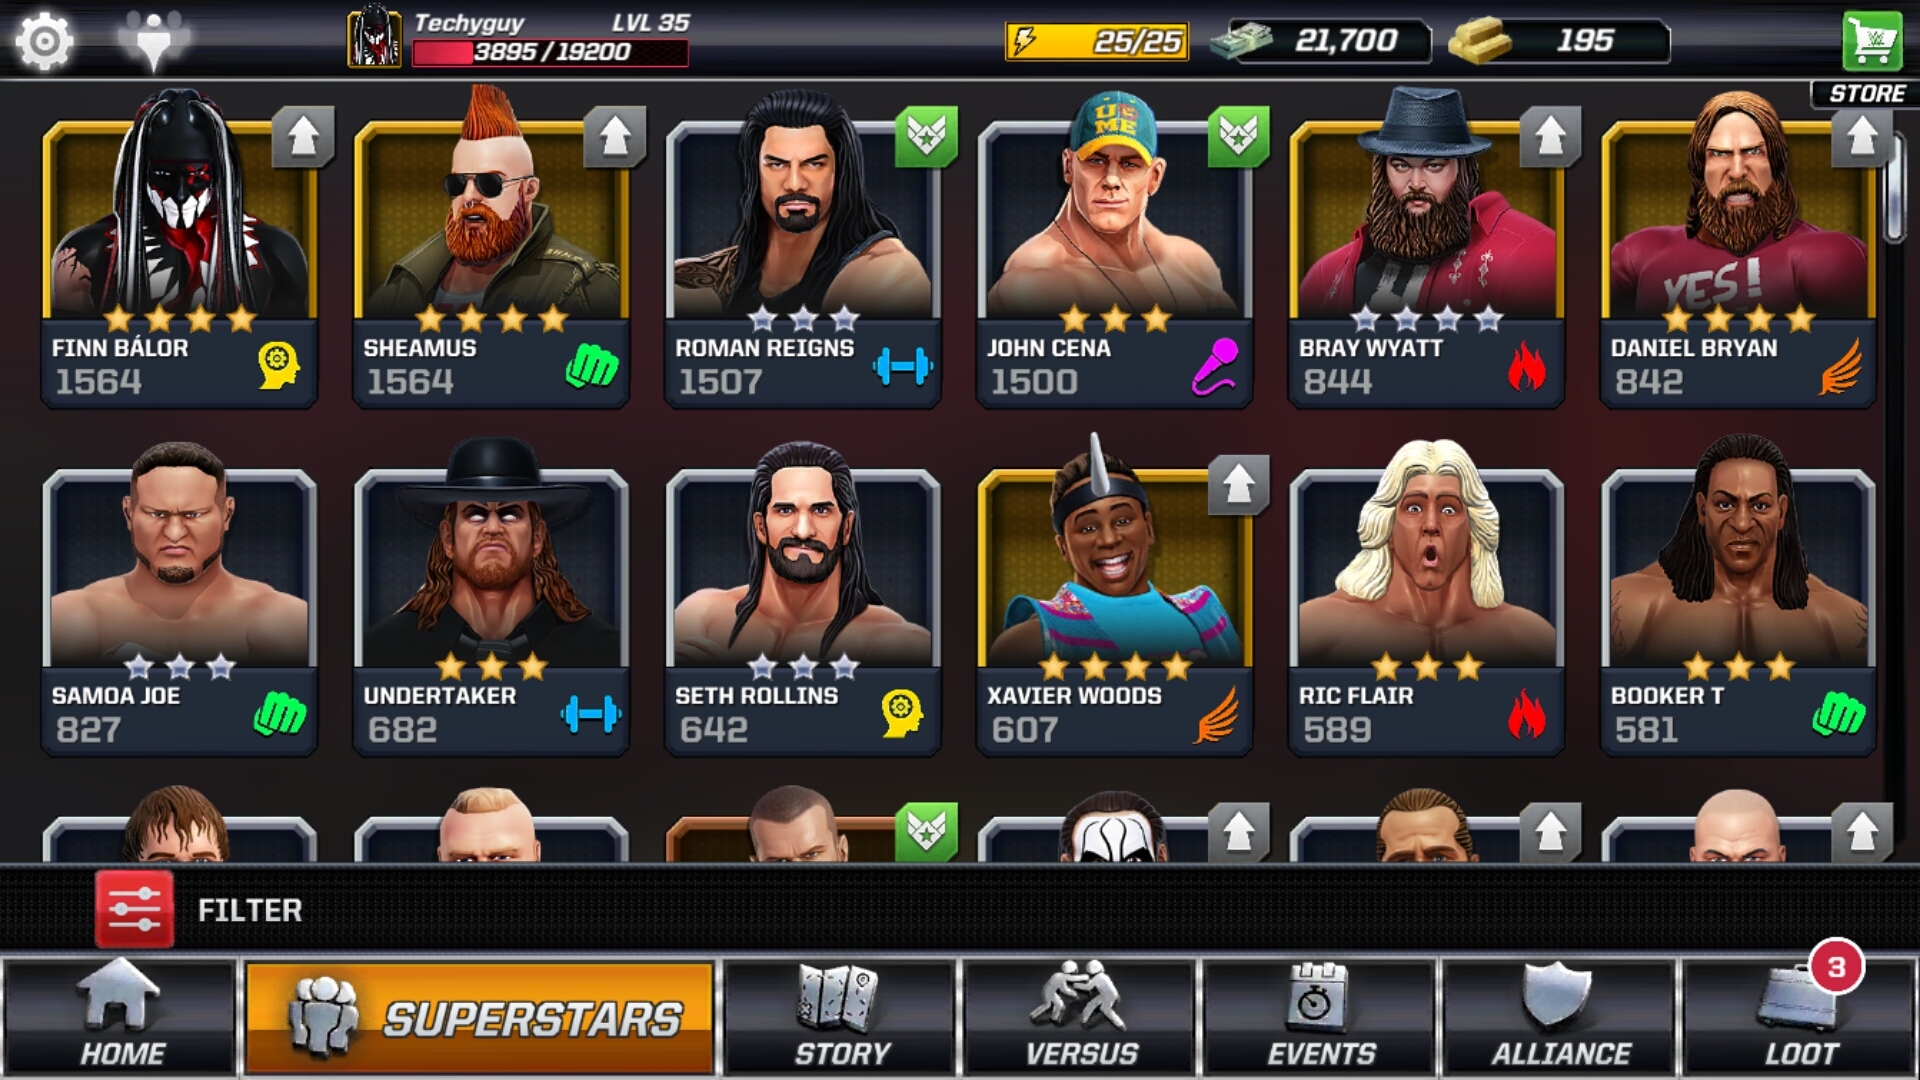 Techyguy LVL 35
3895 / 19200
25/25
21,700
195
STORE
UC
ME
YES!
FINN BÁLOR
1564
SHEAMUS
1564
ROMAN REIGNS
1507
JOHN CENA
1500
BRAY WYATT
844
DANIEL BRYAN
842
SAMOA JOE
827
UNDERTAKER
682
SETH ROLLINS
642
XAVIER WOODS
607
RIC FLAIR
589
BOOKER T
581
FILTER
HOME
SUPERSTARS
STORY
VERSUS
EVENTS
ALLIANCE
3
LOOT